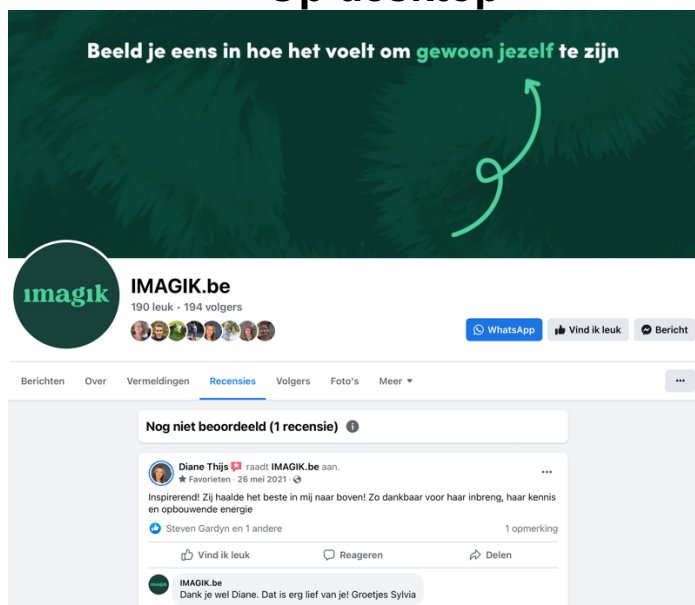 Op desktop
Beeld je eens in hoe het voelt om gewoon jezelf te zijn
imagik
IMAGIK.be
190 leuk · 194 volgers
WhatsApp
Vind ik leuk
Bericht
Berichten Over Vermeldingen Recensies Volgers Foto's Meer
Nog niet beoordeeld (1 recensie)
Diane Thijs raadt IMAGIK.be aan.
Favorieten · 26 mei 2021 ·
Inspirerend! Zij haalde het beste in mij naar boven! Zo dankbaar voor haar inbreng, haar kennis
en opbouwende energie
Steven Gardyn en 1 andere 1 opmerking
Vind ik leuk Reageren Delen
imagik
IMAGIK.be
Dank je wel Diane. Dat is erg lief van je! Groetjes Sylvia